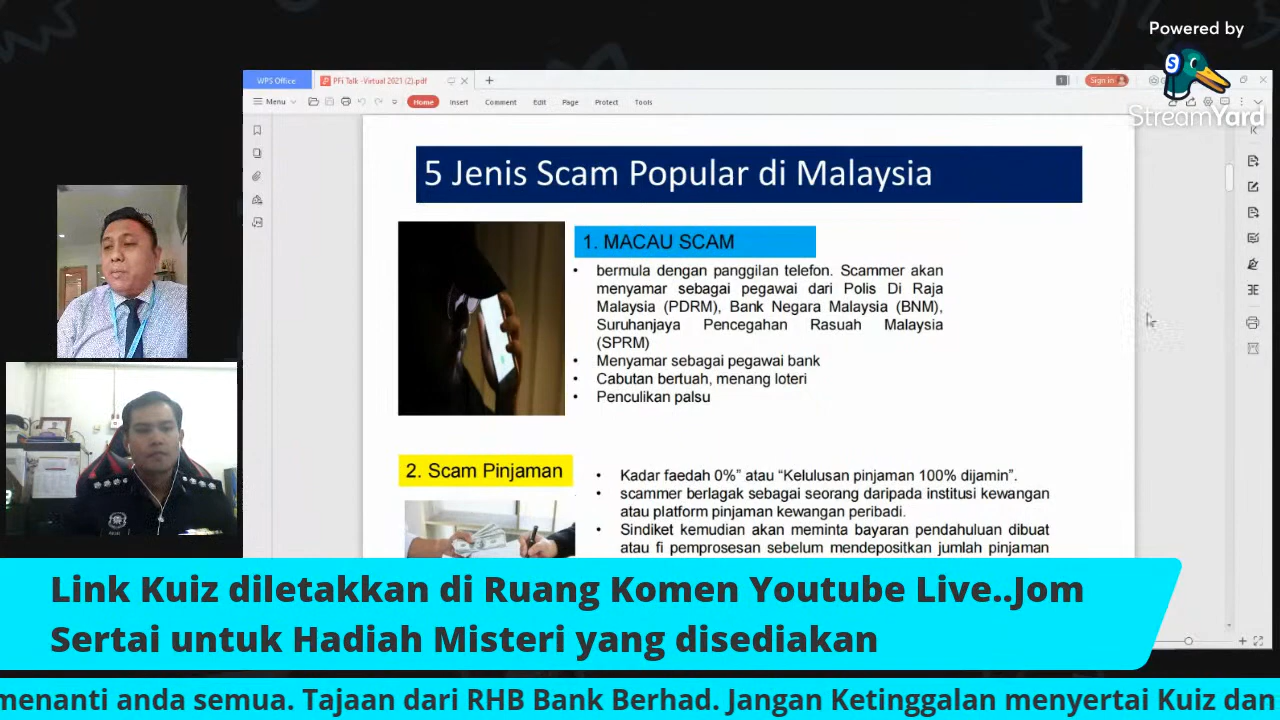 Powered by
StreamYard
WPS Office
PFi Talk -Virtual 2021 (2).pdf
Sign in
Menu
Home
Insert
Comment
Edit
Page
Protect
Tools
5 Jenis Scam Popular di Malaysia
1. MACAU SCAM
• bermula dengan panggilan telefon. Scammer akan
menyamar sebagai pegawai dari Polis Di Raja
Malaysia (PDRM), Bank Negara Malaysia (BNM),
Suruhanjaya Pencegahan Rasuah Malaysia
(SPRM)
• Menyamar sebagai pegawai bank
• Cabutan bertuah, menang loteri
• Penculikan palsu
2. Scam Pinjaman
• Kadar faedah 0%” atau “Kelulusan pinjaman 100% dijamin”.
• scammer berlagak sebagai seorang daripada institusi kewangan
atau platform pinjaman kewangan peribadi.
• Sindiket kemudian akan meminta bayaran pendahuluan dibuat
atau fi pemprosesan sebelum mendepositkan jumlah pinjaman
Link Kuiz diletakkan di Ruang Komen Youtube Live..Jom
Sertai untuk Hadiah Misteri yang disediakan
menanti anda semua. Tajaan dari RHB Bank Berhad. Jangan Ketinggalan menyertai Kuiz dan